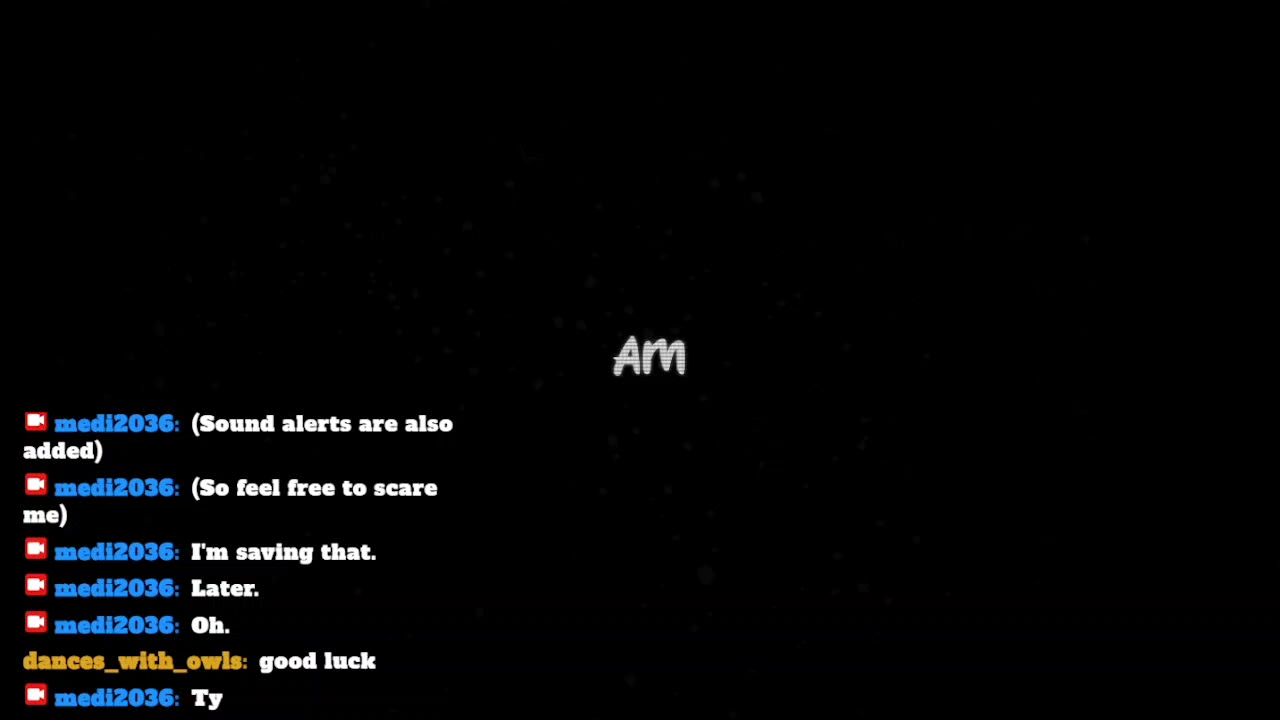 Am
medi2036: (Sound alerts are also
added)
medi2036: (So feel free to scare
me)
medi2036: I'm saving that.
medi2036: Later.
medi2036: Oh.
dances_with_owls: good luck
medi2036: Ty